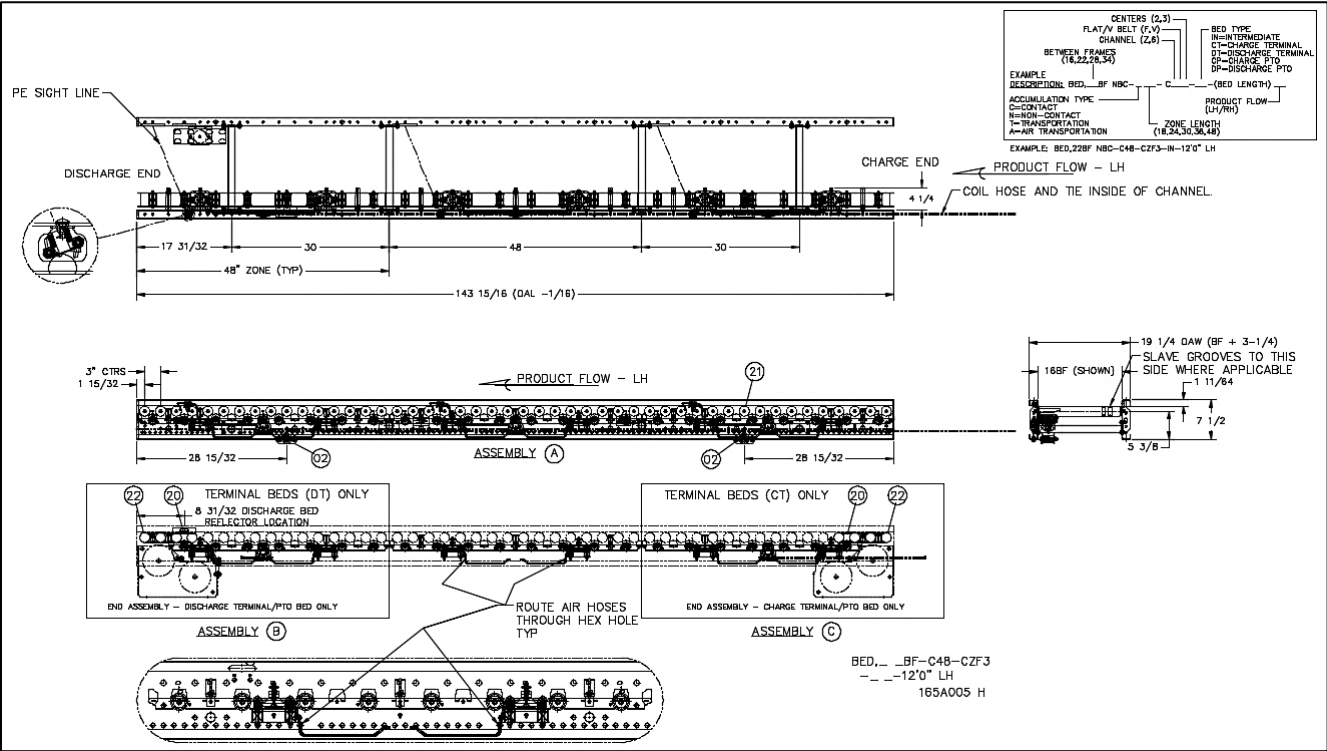 CENTERS (2,3)
FLAT/V BELT (F,V)
CHANNEL (Z,6)
BED TYPE
IN=INTERMEDIATE
CT=CHARGE TERMINAL
DT=DISCHARGE TERMINAL
CP=CHARGE PTO
DP=DISCHARGE PTO
BETWEEN FRAMES
(16,22,28,34)
EXAMPLE
DESCRIPTION: BED,__BF NBC-_ __ - C___-__-(BED LENGTH)__
ACCUMULATION TYPE
C=CONTACT
N=NON-CONTACT
T=TRANSPORTATION
A=AIR TRANSPORTATION
PRODUCT FLOW
(LH/RH)
ZONE LENGTH
(18,24,30,36,48)
EXAMPLE: BED,22BF NBC-C48-CZF3-IN-12'0" LH
PE SIGHT LINE
DISCHARGE END
CHARGE END
PRODUCT FLOW - LH
COIL HOSE AND TIE INSIDE OF CHANNEL.
4 1/4
17 31/32
30
48
30
48" ZONE (TYP)
143 15/16 (OAL -1/16)
3" CTRS
1 15/32
PRODUCT FLOW - LH
21
28 15/32
02
ASSEMBLY A
02
28 15/32
19 1/4 OAW (BF + 3-1/4)
SLAVE GROOVES TO THIS
SIDE WHERE APPLICABLE
16BF (SHOWN)
1 11/64
7 1/2
5 3/8
22 20 TERMINAL BEDS (DT) ONLY
8 31/32 DISCHARGE BED
REFLECTOR LOCATION
END ASSEMBLY - DISCHARGE TERMINAL/PTO BED ONLY
ASSEMBLY B
TERMINAL BEDS (CT) ONLY 20 22
END ASSEMBLY - CHARGE TERMINAL/PTO BED ONLY
ASSEMBLY C
ROUTE AIR HOSES
THROUGH HEX HOLE
TYP
BED,_ _BF-C48-CZF3
-_ _-12'0" LH
165A005 H